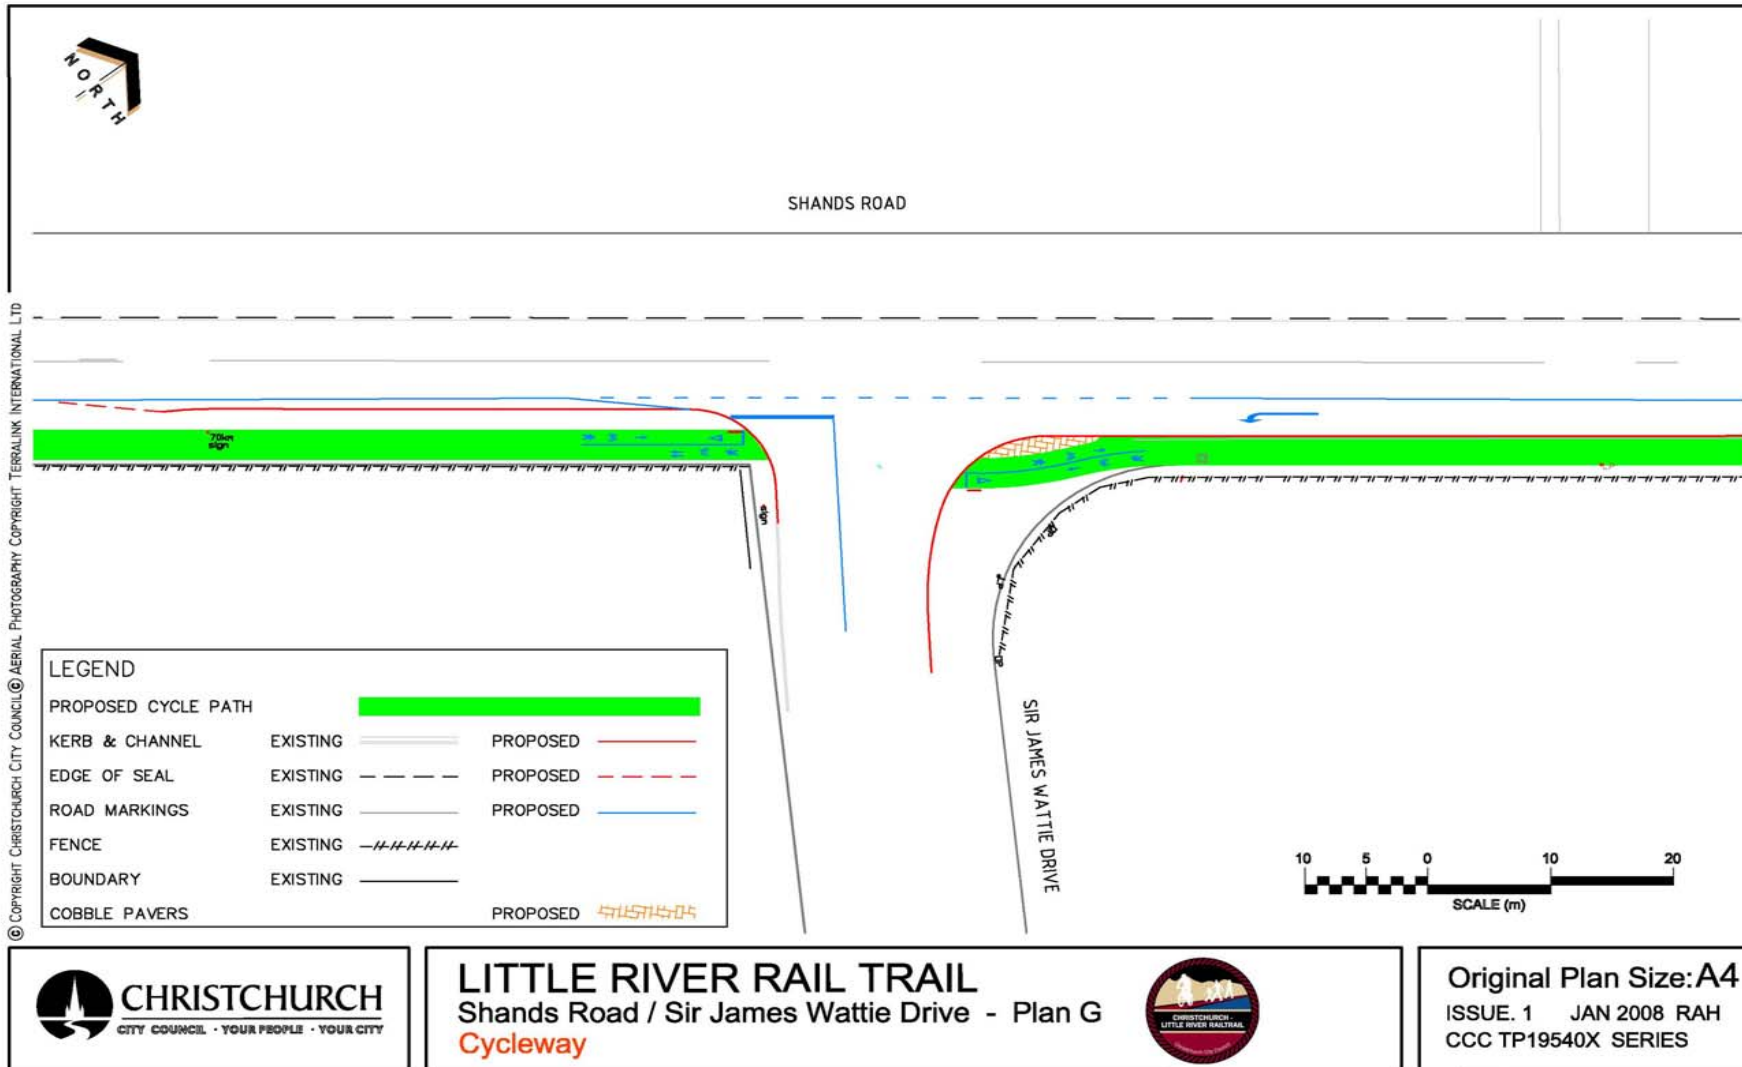 NORTH
SHANDS ROAD
© COPYRIGHT CHRISTCHURCH CITY COUNCIL © AERIAL PHOTOGRAPHY COPYRIGHT TERRALINK INTERNATIONAL LTD
70km
sign
sign
SIR JAMES WATTIE DRIVE
LEGEND
PROPOSED CYCLE PATH
KERB & CHANNEL EXISTING PROPOSED
EDGE OF SEAL EXISTING PROPOSED
ROAD MARKINGS EXISTING PROPOSED
FENCE EXISTING
BOUNDARY EXISTING
COBBLE PAVERS PROPOSED
10 5 0 10 20
SCALE (m)
CHRISTCHURCH
CITY COUNCIL · YOUR PEOPLE · YOUR CITY
LITTLE RIVER RAIL TRAIL
Shands Road / Sir James Wattie Drive - Plan G
Cycleway
CHRISTCHURCH -
LITTLE RIVER RAILTRAIL
Original Plan Size: A4
ISSUE. 1 JAN 2008 RAH
CCC TP19540X SERIES